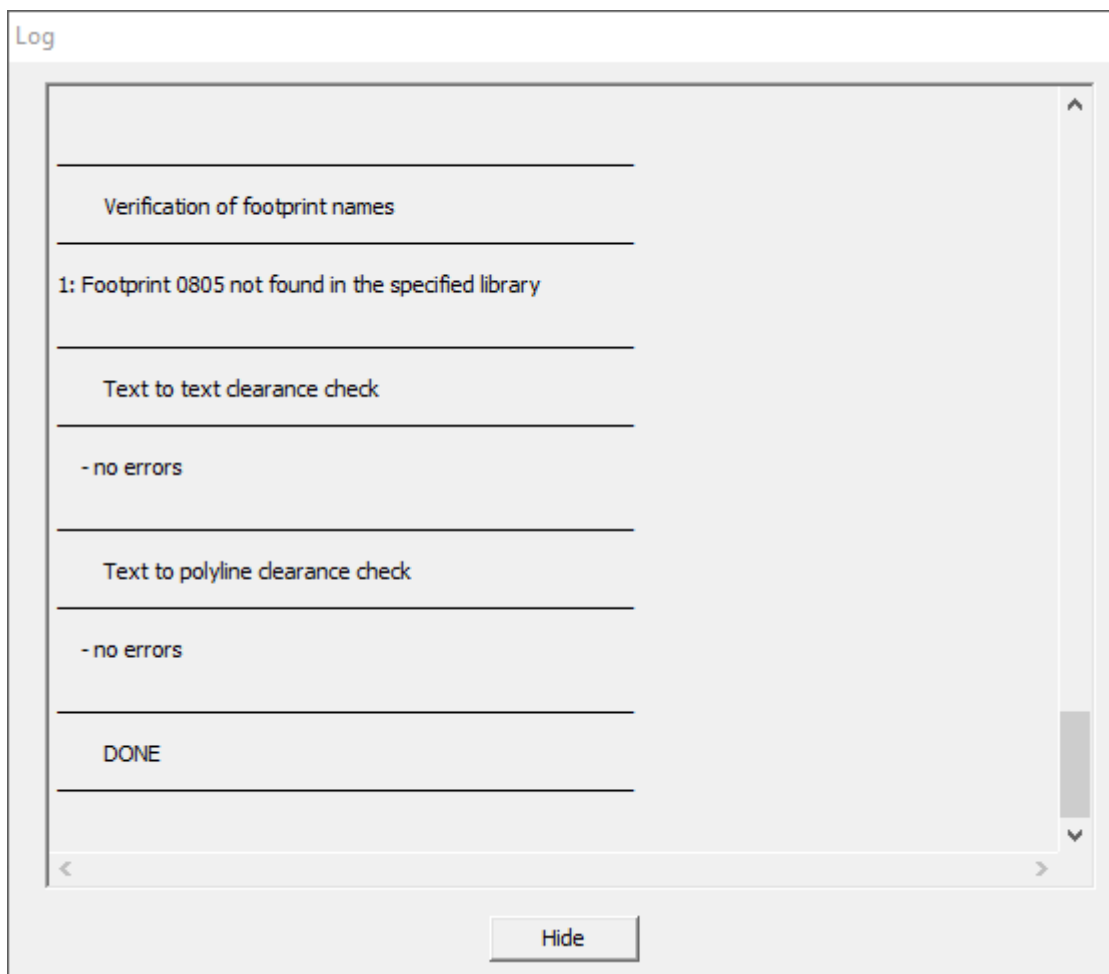 Log
Verification of footprint names
1: Footprint 0805 not found in the specified library
Text to text clearance check
- no errors
Text to polyline clearance check
- no errors
DONE
Hide